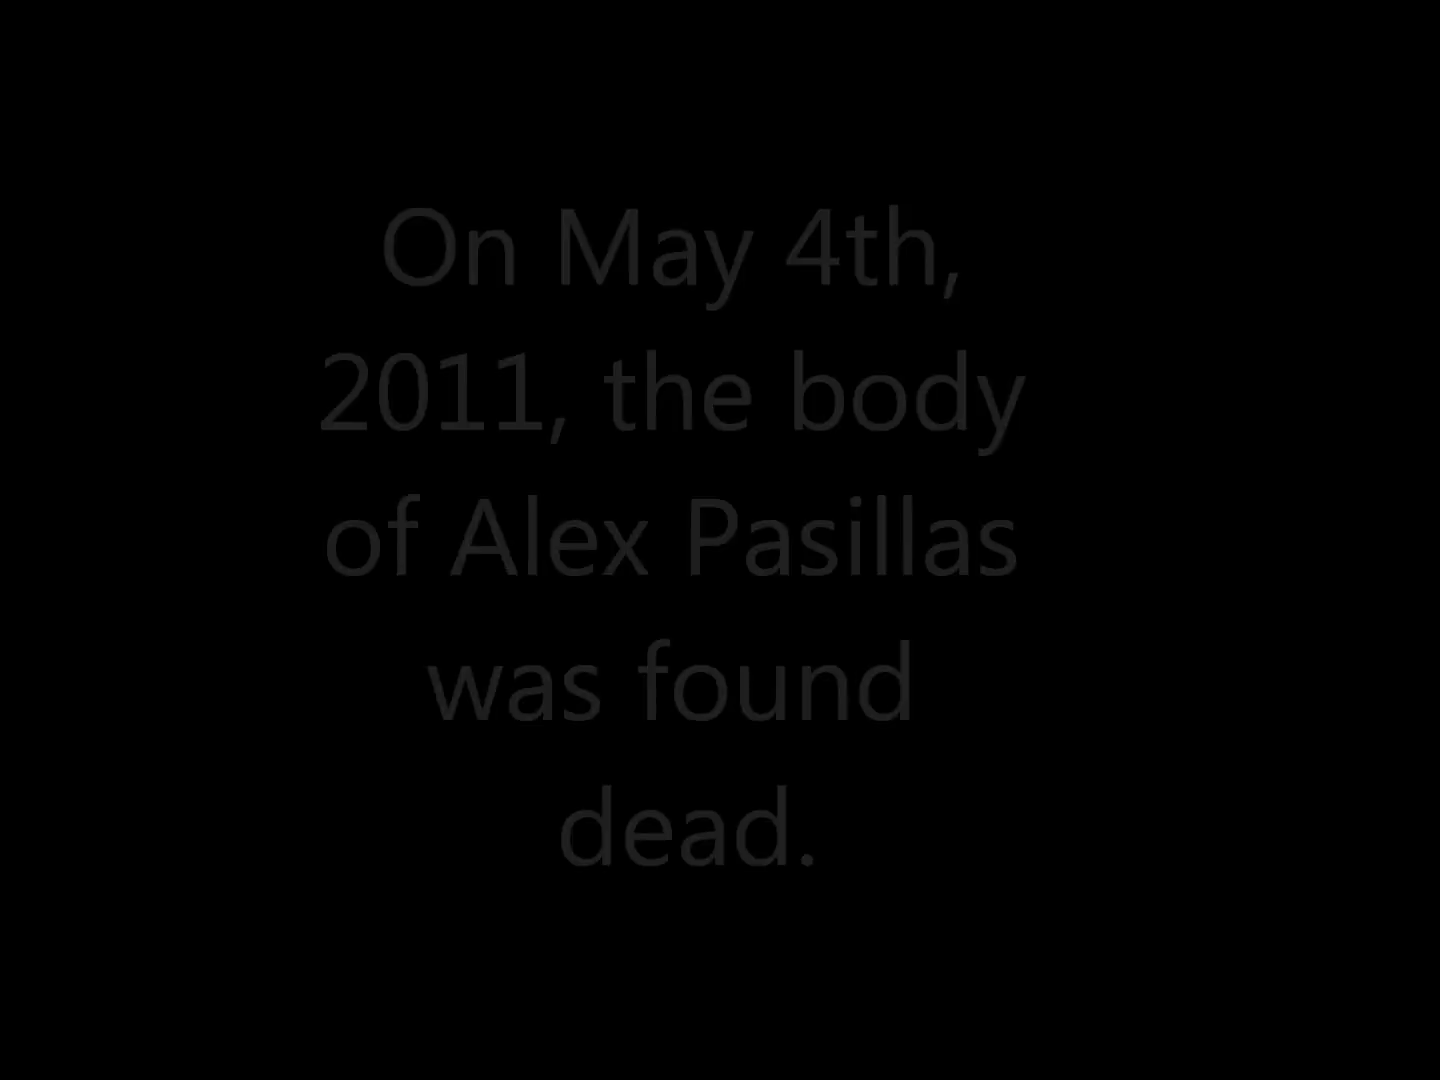 On May 4th,
2011, the body
of Alex Pasillas
was found
dead.